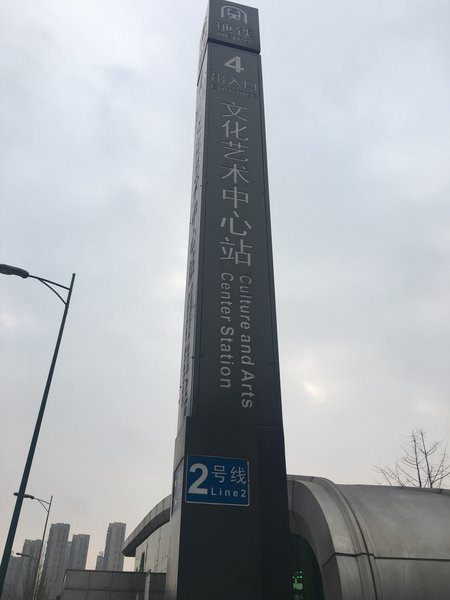 地铁
METRO
4
出入口
文化艺术中心站
Culture and Arts
Center Station
2号线
Line2